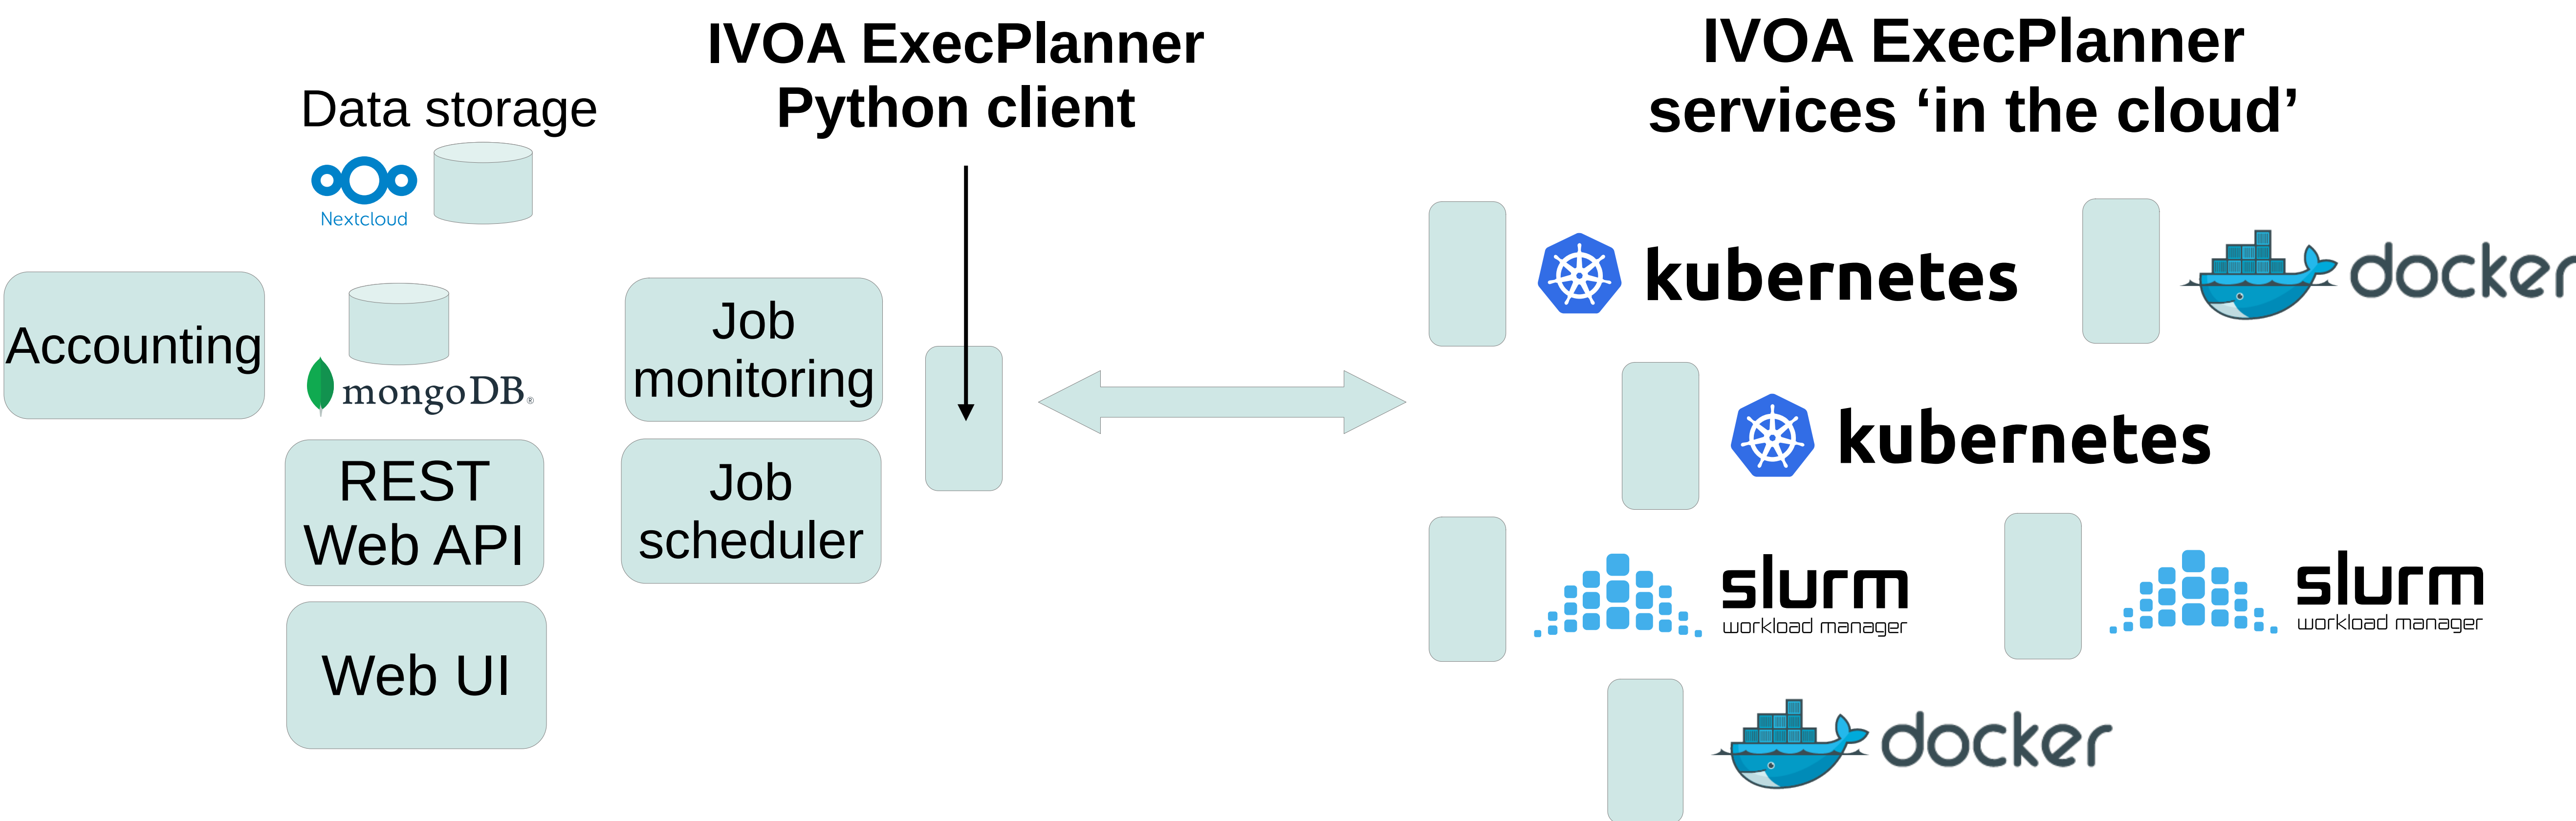 IVOA ExecPlanner
Python client
IVOA ExecPlanner
services ‘in the cloud’
Data storage
Nextcloud
Accounting
mongoDB®
REST
Web API
Web UI
Job
monitoring
Job
scheduler
kubernetes
docker
kubernetes
slurm
workload manager
slurm
workload manager
docker